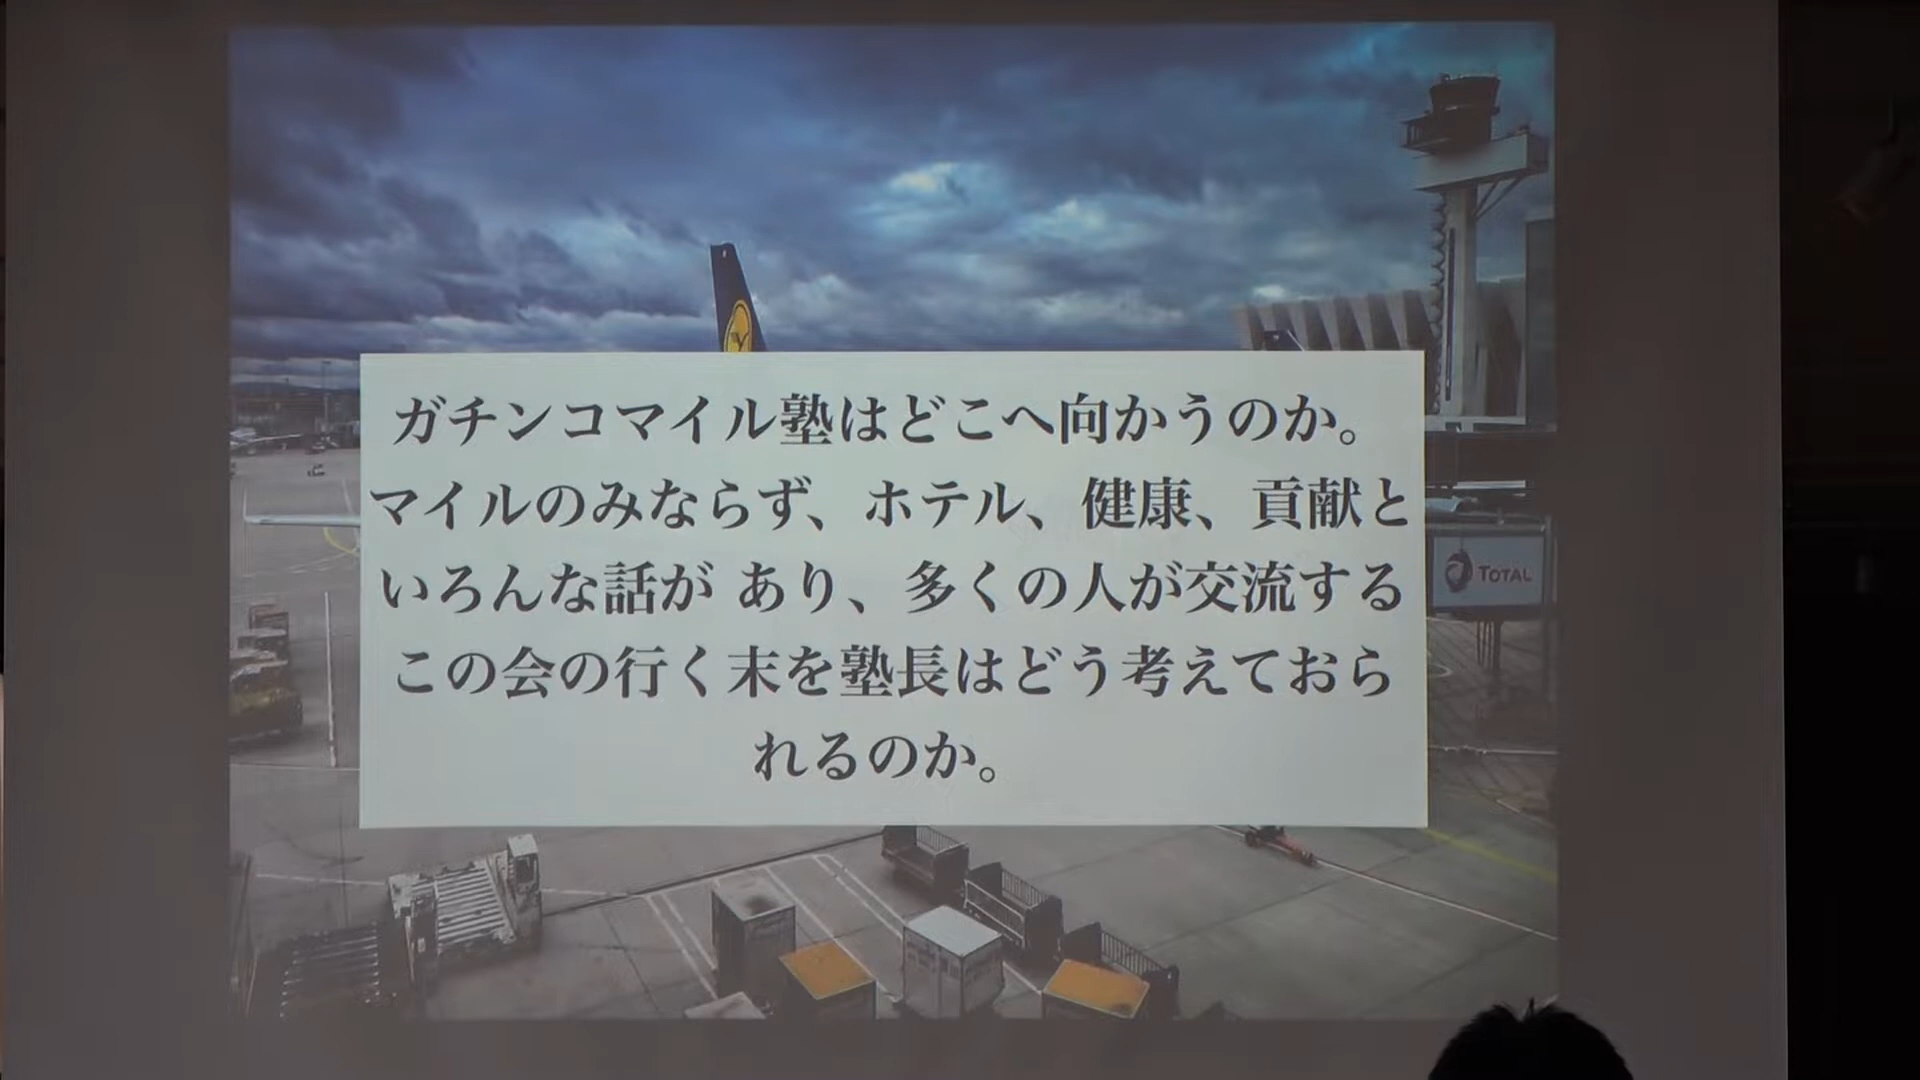 ガチンコマイル塾はどこへ向かうのか。
マイルのみならず、ホテル、健康、貢献と
いろんな話が あり、多くの人が交流する
この会の行く末を塾長はどう考えておら
れるのか。
TOTAL